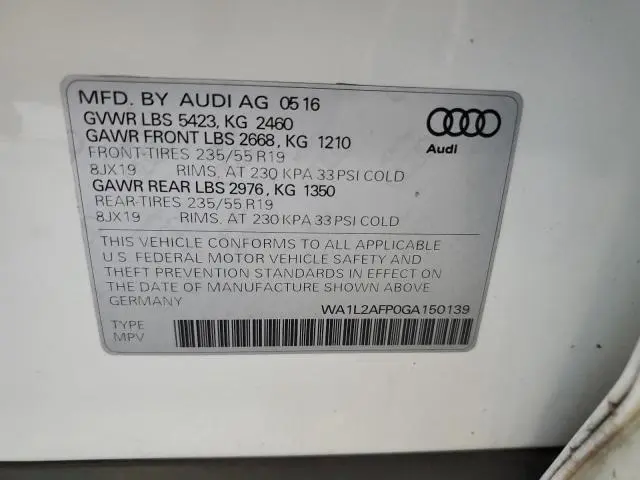 MFD. BY AUDI AG 0516
GVWR LBS 5423, KG 2460
GAWR FRONT LBS 2668, KG 1210
FRONT-TIRES 235/55 R19
8JX19 RIMS, AT 230 KPA 33 PSI COLD
GAWR REAR LBS 2976, KG 1350
REAR-TIRES 235/55 R19
8JX19 RIMS, AT 230 KPA 33 PSI COLD
Audi
THIS VEHICLE CONFORMS TO ALL APPLICABLE
U.S. FEDERAL MOTOR VEHICLE SAFETY AND
THEFT PREVENTION STANDARDS IN EFFECT ON
THE DATE OF MANUFACTURE SHOWN ABOVE.
GERMANY
WA1L2AFP0GA150139
TYPE
MPV